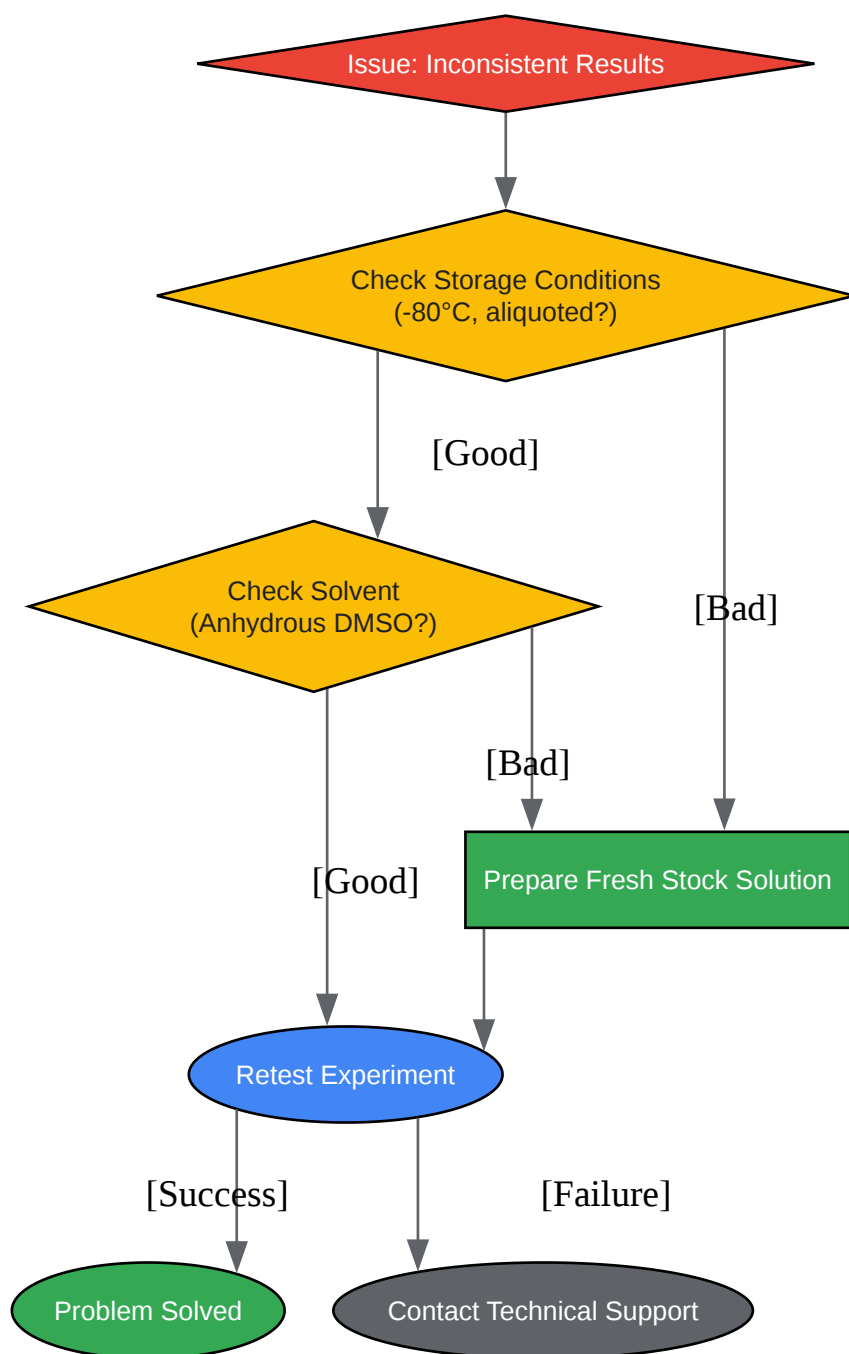 Issue: Inconsistent Results
Check Storage Conditions
(-80°C, aliquoted?)
[Good]
Check Solvent
(Anhydrous DMSO?)
[Bad]
[Bad]
[Good]
Prepare Fresh Stock Solution
Retest Experiment
[Success]
[Failure]
Problem Solved
Contact Technical Support